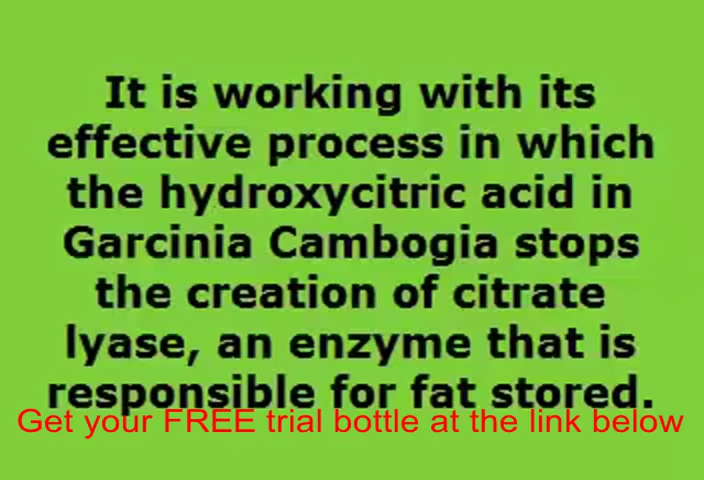 It is working with its
effective process in which
the hydroxycitric acid in
Garcinia Cambogia stops
the creation of citrate
lyase, an enzyme that is
responsible for fat stored.
Get your FREE trial bottle at the link below